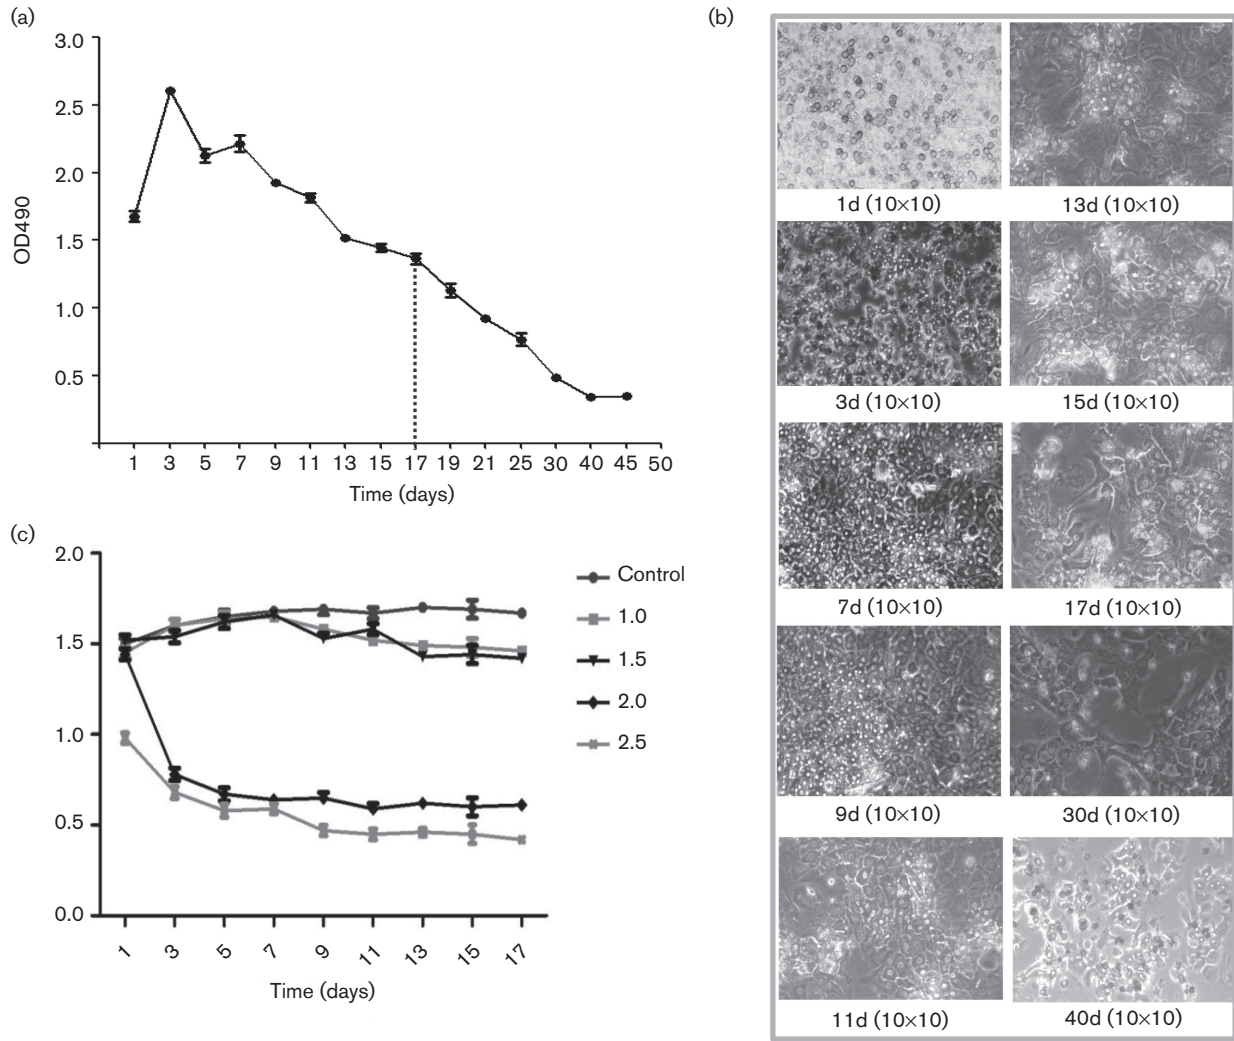 (a)
3.0
2.5
2.0
1.5
1.0
0.5
OD490
1 3 5 7 9 11 13 15 17 19 21 25 30 40 45 50
Time (days)
(b)
1d (10×10)
13d (10×10)
3d (10×10)
15d (10×10)
7d (10×10)
17d (10×10)
9d (10×10)
30d (10×10)
11d (10×10)
40d (10×10)
(c)
2.0
1.5
1.0
0.5
0.0
1 3 5 7 9 11 13 15 17
Time (days)
Control
1.0
1.5
2.0
2.5